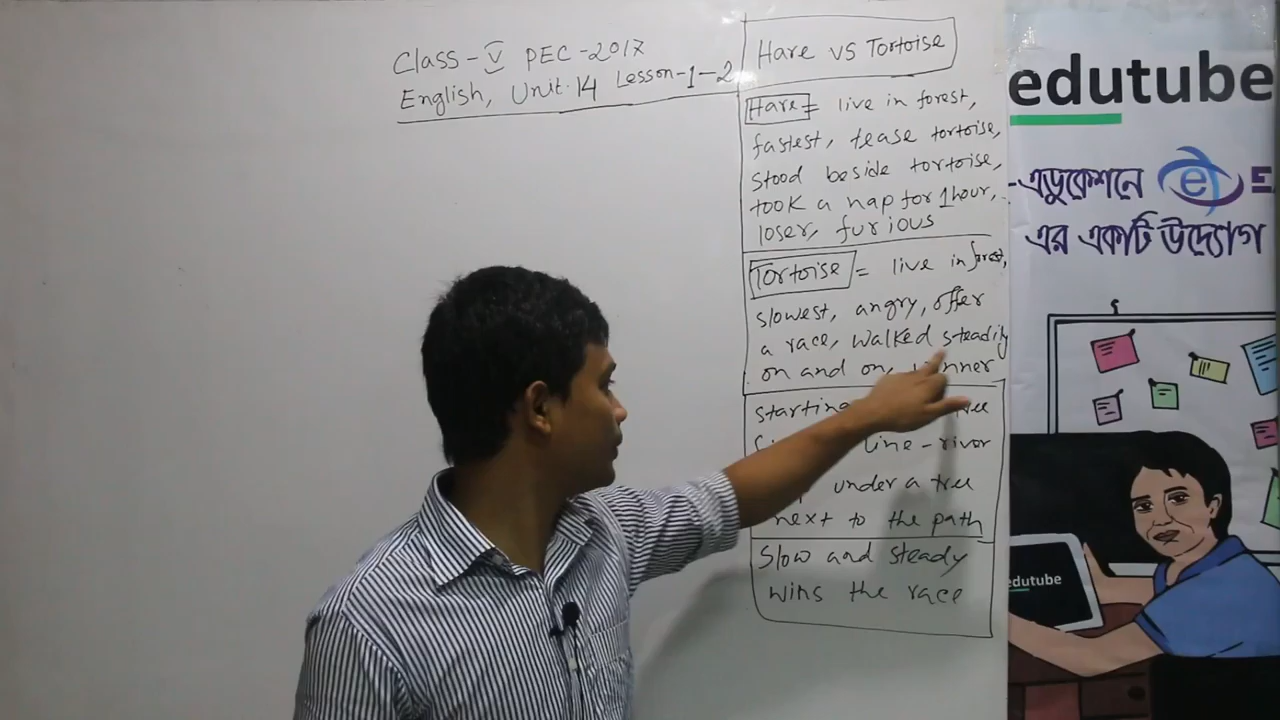 Class-V PEC-2017
English, Unit.14 Lesson-1-2
Hare vs Tortoise
Hare = live in forest,
fastest, tease tortoise,
stood beside tortoise,
took a nap for 1 hour,
loser, furious
Tortoise = live in forest,
slowest, angry, offer
a race, walked steadily
on and on,
starting tree
line - river
under a tree
next to the path
Slow and steady
wins the race
edutube
-এডুকেশনে e E
এর একটি উদ্যোগ
edutube